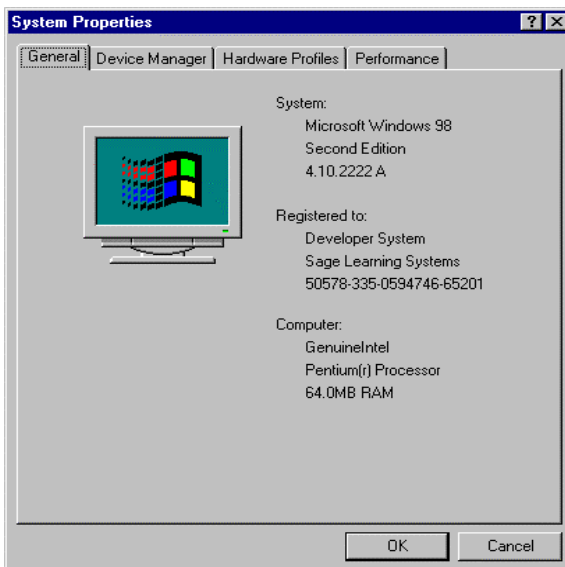 System Properties
General Device Manager Hardware Profiles Performance
System:
Microsoft Windows 98
Second Edition
4.10.2222 A
Registered to:
Developer System
Sage Learning Systems
50578-335-0594746-65201
Computer:
GenuineIntel
Pentium(r) Processor
64.0MB RAM
OK Cancel